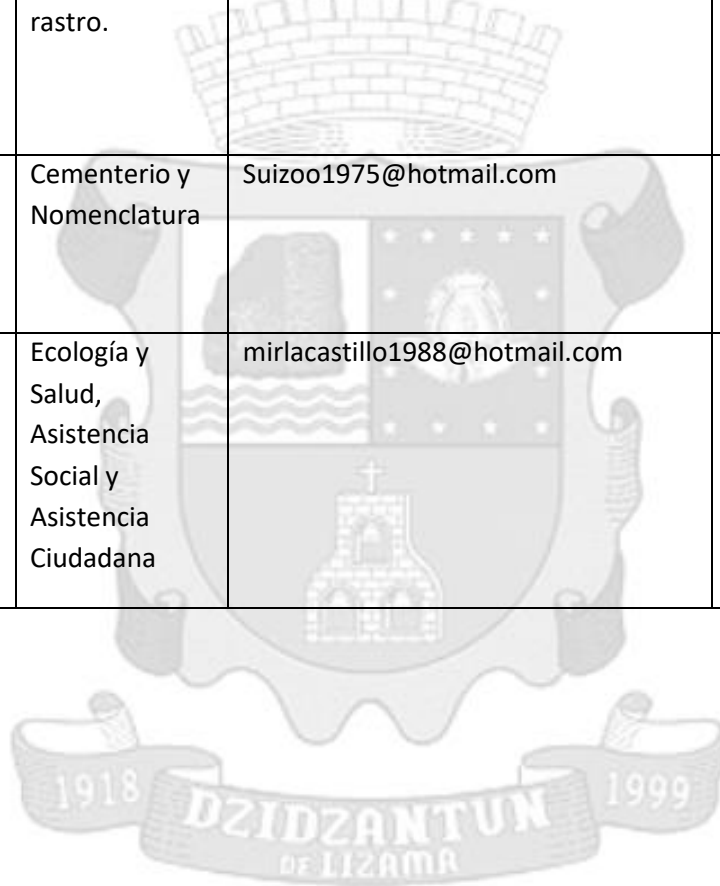 rastro.
Cementerio y
Nomenclatura
Suizoo1975@hotmail.com
Ecología y
Salud,
Asistencia
Social y
Asistencia
Ciudadana
mirlacastillo1988@hotmail.com
1918
DZIDZANTUN
DE LIZAMA
1999